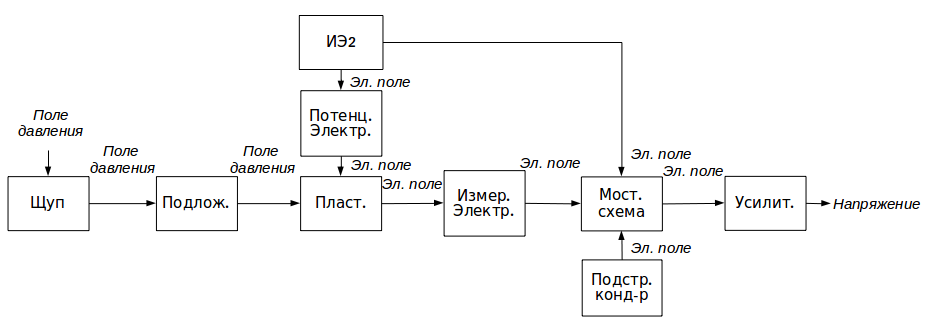 ИЭ2
Эл. поле
Потенц.
Электр.
Поле
давления
Поле
давления
Поле
давления
Эл. поле
Эл. поле
Эл. поле
Эл. поле
Эл. поле
Щуп
Подлож.
Пласт.
Измер.
Электр.
Мост.
схема
Усилит.
Напряжение
Эл. поле
Подстр.
конд-р